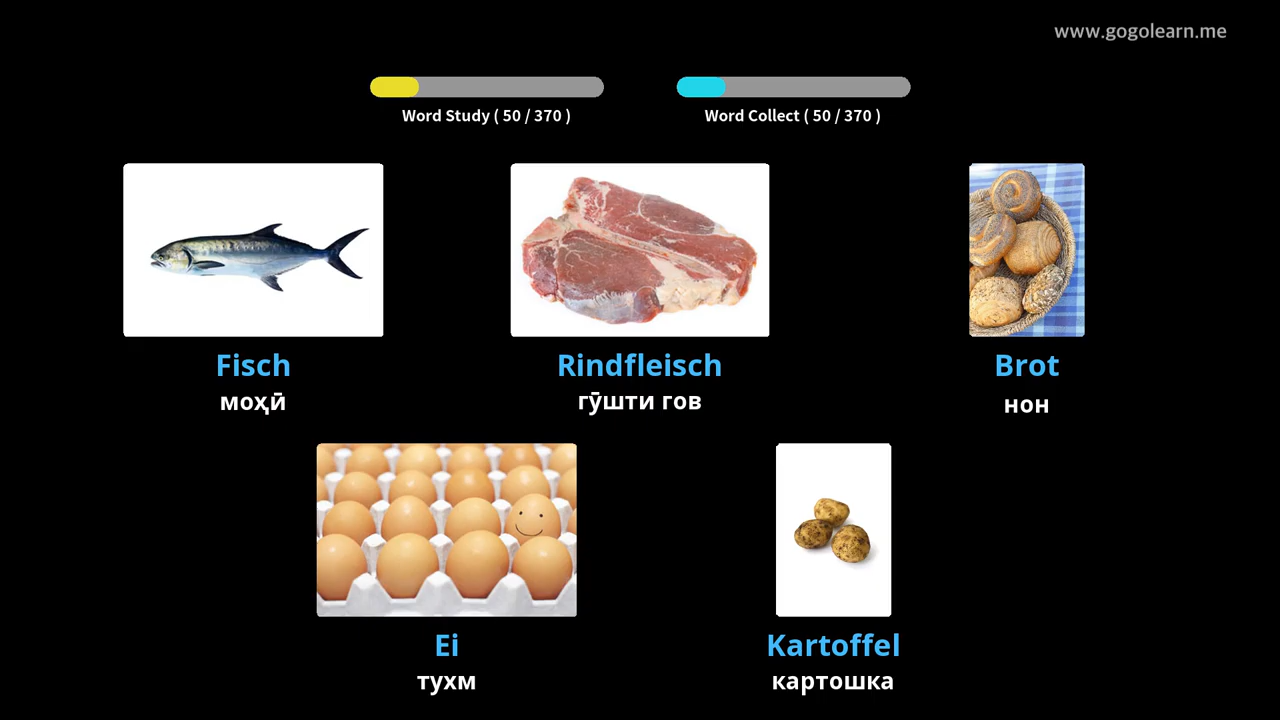 www.gogolearn.me
Word Study ( 50 / 370 )
Word Collect ( 50 / 370 )
Fisch
моҳӣ
Rindfleisch
гӯшти гов
Brot
нон
Ei
тухм
Kartoffel
картошка